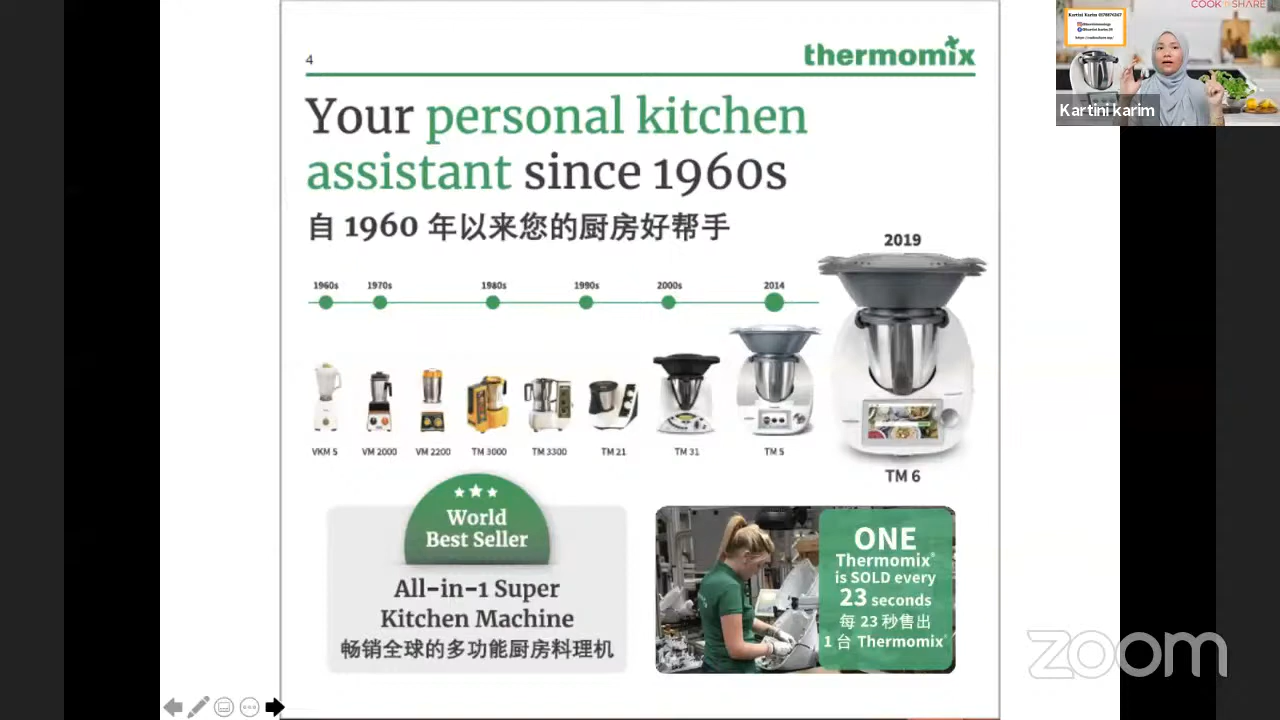 4
thermomix
Your personal kitchen
assistant since 1960s
自 1960 年以来您的厨房好帮手
2019
1960s 1970s 1980s 1990s 2000s 2014
VKM 5 VM 2000 VM 2200 TM 3000 TM 3300 TM 21 TM 31 TM 5
TM 6
World
Best Seller
All-in-1 Super
Kitchen Machine
畅销全球的多功能厨房料理机
ONE
Thermomix®
is SOLD every
23 seconds
每 23 秒售出
1 台 Thermomix®
COOK N SHARE
Kartini Karim
Kartini karim
zoom